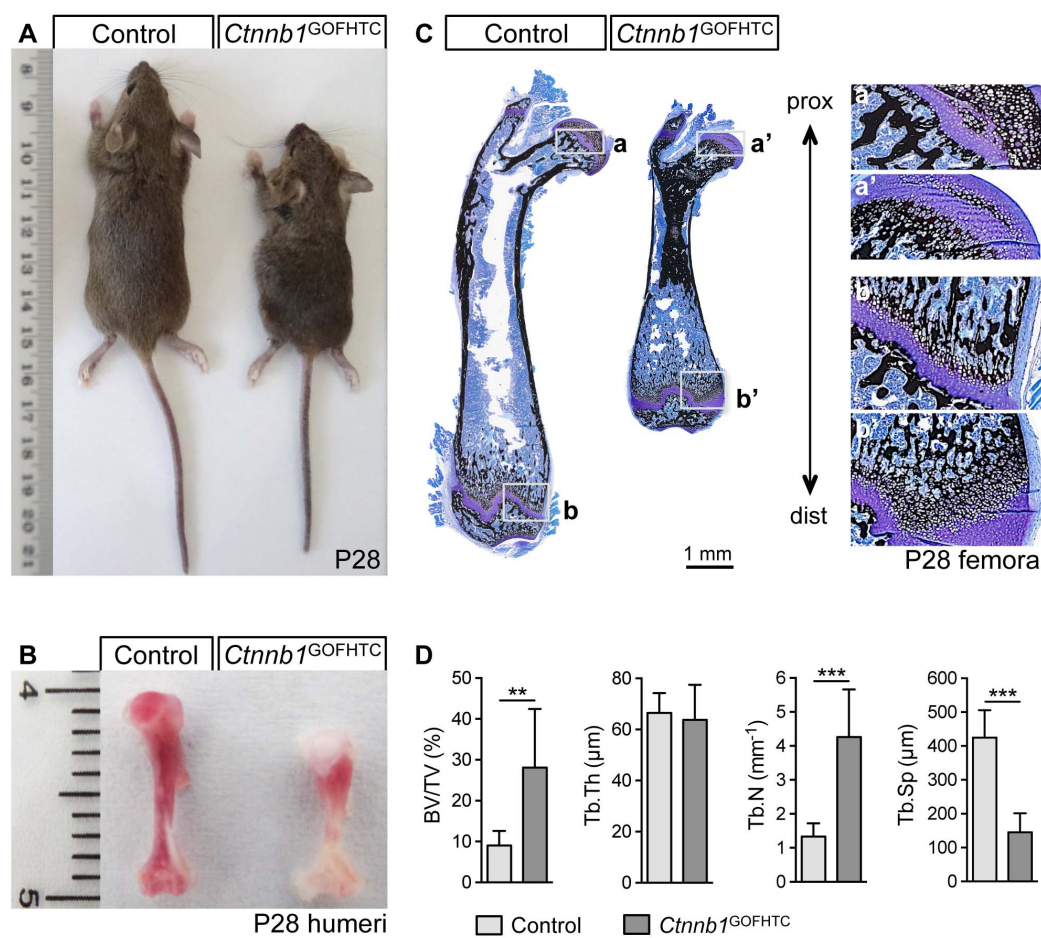 A
Control
Ctnnb1GOFHTC
8
9
10
11
12
13
14
15
16
17
18
19
20
21
P28
B
Control
Ctnnb1GOFHTC
4
5
P28 humeri
C
Control
Ctnnb1GOFHTC
a
a’
b’
b
1 mm
prox
dist
a
a’
b
b’
P28 femora
D
BV/TV (%)
50
40
30
20
10
0
**
Tb.Th (µm)
80
60
40
20
0
Tb.N (mm-1)
6
5
4
3
2
1
0
***
Tb.Sp (µm)
600
500
400
300
200
100
0
***
Control
Ctnnb1GOFHTC